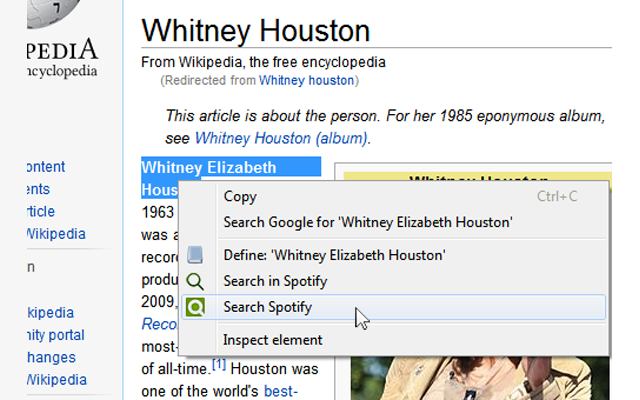 PEDIA
ncyclopedia
ontent
ents
rticle
Wikipedia
n
kipedia
nity portal
hanges
Wikipedia
Whitney Houston
From Wikipedia, the free encyclopedia
(Redirected from Whitney houston)
This article is about the person. For her 1985 eponymous album,
see Whitney Houston (album).
Whitney Elizabeth
Hous
1963
was a
recor
produ
2009,
Reco
most-
of all-time.[1] Houston was
one of the world's best-
Whitney Houston
Copy Ctrl+C
Search Google for 'Whitney Elizabeth Houston'
Define: 'Whitney Elizabeth Houston'
Search in Spotify
Search Spotify
Inspect element